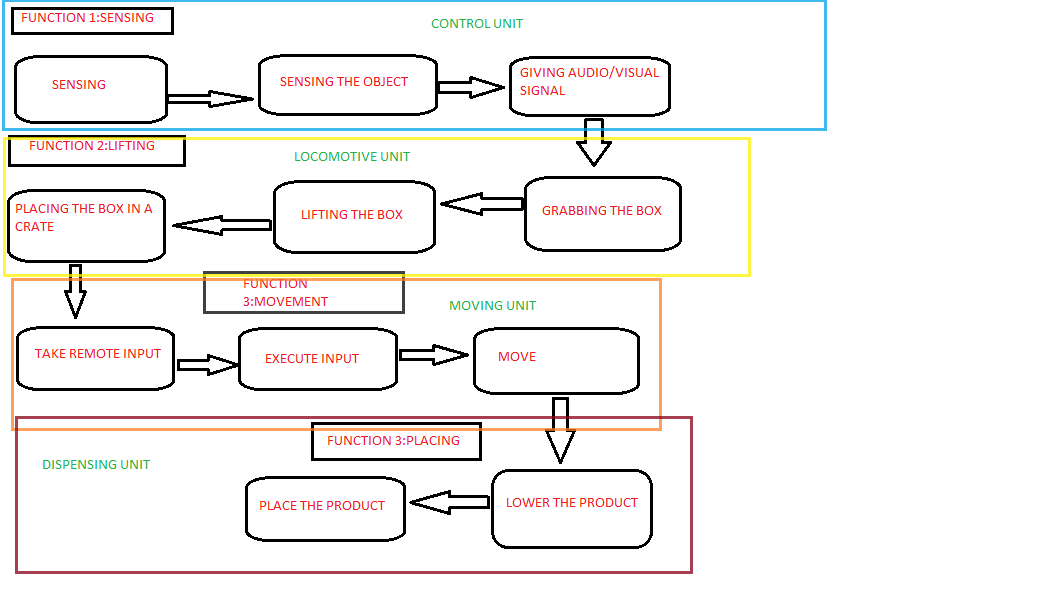 FUNCTION 1:SENSING
CONTROL UNIT
SENSING
SENSING THE OBJECT
GIVING AUDIO/VISUAL
SIGNAL
FUNCTION 2:LIFTING
LOCOMOTIVE UNIT
PLACING THE BOX IN A
CRATE
LIFTING THE BOX
GRABBING THE BOX
FUNCTION
3:MOVEMENT
MOVING UNIT
TAKE REMOTE INPUT
EXECUTE INPUT
MOVE
FUNCTION 3:PLACING
DISPENSING UNIT
PLACE THE PRODUCT
LOWER THE PRODUCT